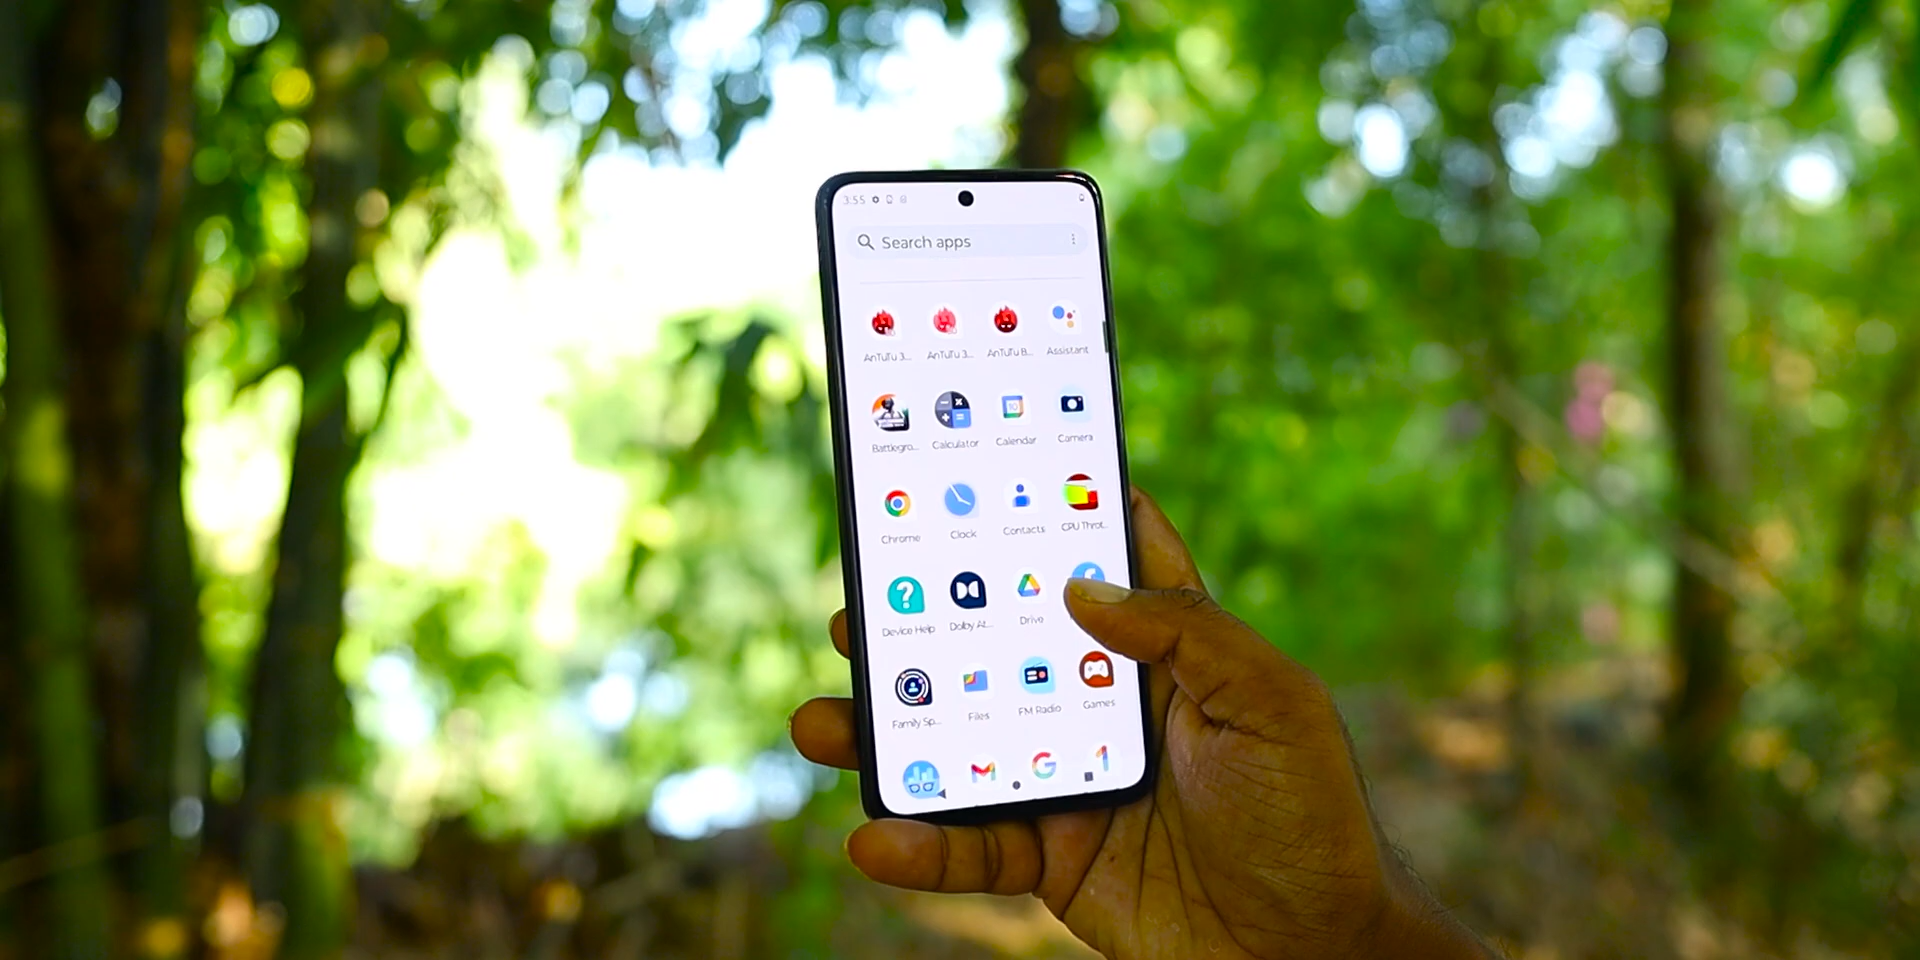 3:55
Search apps
AnTuTu 3... AnTuTu 3... AnTuTu B... Assistant
Battlegro... Calculator Calendar Camera
Chrome Clock Contacts CPU Throt...
Device Help Dolby At... Drive
Family Sp... Files FM Radio Games